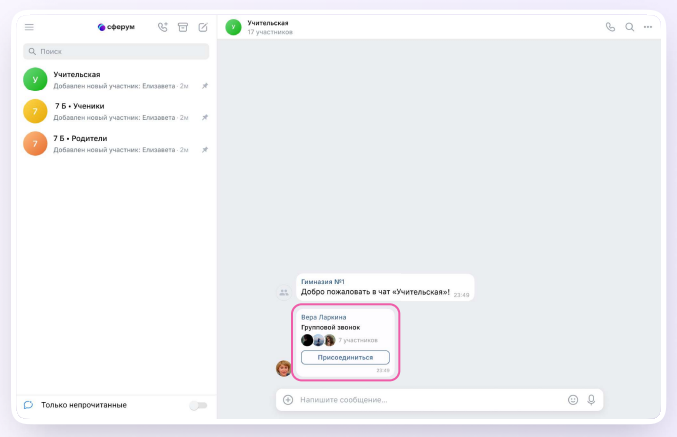 сферум
Поиск
У
Учительская
Добавлен новый участник: Елизавета · 2м
7
7 Б • Ученики
Добавлен новый участник: Елизавета · 2м
7
7 Б • Родители
Добавлен новый участник: Елизавета · 2м
Только непрочитанные
У
Учительская
17 участников
Гимназия №1
Добро пожаловать в чат «Учительская»! 23:49
Вера Ларкина
Групповой звонок
7 участников
Присоединиться
Напишите сообщение...